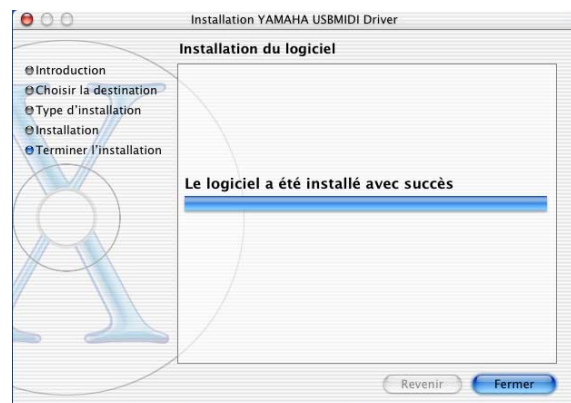 Installation YAMAHA USBMIDI Driver
Installation du logiciel
Introduction
Choisir la destination
Type d'installation
Installation
Terminer l'installation
Le logiciel a été installé avec succès
Revenir
Fermer